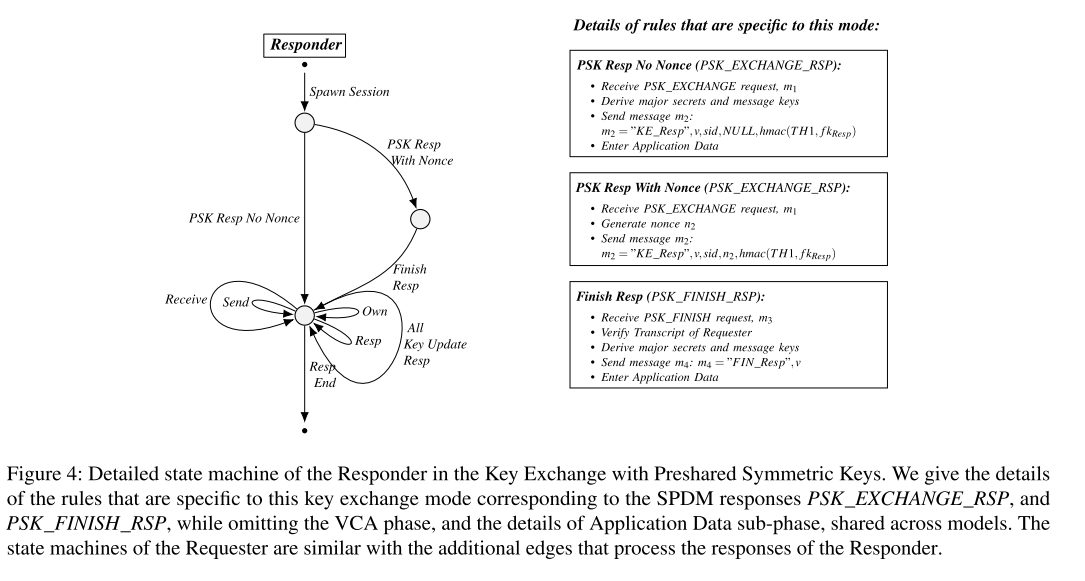 Responder
Spawn Session
PSK Resp
With Nonce
PSK Resp No Nonce
Finish
Resp
Receive
Send
Own
Resp
All
Key Update
Resp
Resp
End
Details of rules that are specific to this mode:
PSK Resp No Nonce (PSK_EXCHANGE_RSP):
• Receive PSK_EXCHANGE request, m₁
• Derive major secrets and message keys
• Send message m₂:
m₂ = ”KE_Resp”, v, sid, NULL, hmac(TH1, fk_Resp)
• Enter Application Data
PSK Resp With Nonce (PSK_EXCHANGE_RSP):
• Receive PSK_EXCHANGE request, m₁
• Generate nonce n₂
• Send message m₂:
m₂ = ”KE_Resp”, v, sid, n₂, hmac(TH1, fk_Resp)
Finish Resp (PSK_FINISH_RSP):
• Receive PSK_FINISH request, m₃
• Verify Transcript of Requester
• Derive major secrets and message keys
• Send message m₄: m₄ = ”FIN_Resp”, v
• Enter Application Data
Figure 4: Detailed state machine of the Responder in the Key Exchange with Preshared Symmetric Keys. We give the details
of the rules that are specific to this key exchange mode corresponding to the SPDM responses PSK_EXCHANGE_RSP, and
PSK_FINISH_RSP, while omitting the VCA phase, and the details of Application Data sub-phase, shared across models. The
state machines of the Requester are similar with the additional edges that process the responses of the Responder.